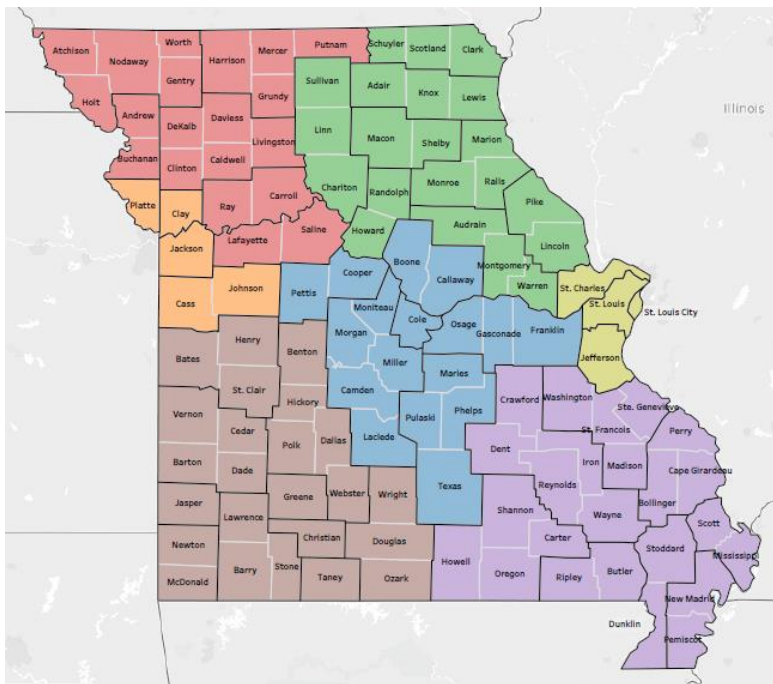 Atchison
Nodaway
Worth
Harrison
Mercer
Putnam
Schuyler
Scotland
Clark
Gentry
Sullivan
Adair
Knox
Lewis
Holt
Andrew
DeKalb
Daviess
Grundy
Livingston
Linn
Macon
Shelby
Marion
Illinois
Buchanan
Clinton
Caldwell
Chariton
Randolph
Monroe
Ralls
Pike
Platte
Clay
Ray
Carroll
Howard
Audrain
Lincoln
Jackson
Lafayette
Saline
Boone
Callaway
Montgomery
Warren
St. Charles
St. Louis
St. Louis City
Cass
Johnson
Pettis
Cooper
Moniteau
Cole
Osage
Gasconade
Franklin
Jefferson
Bates
Henry
Benton
Morgan
Miller
Maries
St. Clair
Hickory
Camden
Pulaski
Phelps
Crawford
Washington
Ste. Genevieve
St. Francois
Perry
Vernon
Cedar
Polk
Dallas
Laclede
Dent
Iron
Madison
Cape Girardeau
Barton
Dade
Greene
Webster
Wright
Texas
Reynolds
Wayne
Bollinger
Scott
Jasper
Lawrence
Christian
Douglas
Shannon
Carter
Stoddard
Mississippi
Newton
McDonald
Barry
Stone
Taney
Ozark
Howell
Oregon
Ripley
Butler
New Madrid
Dunklin
Pemiscot